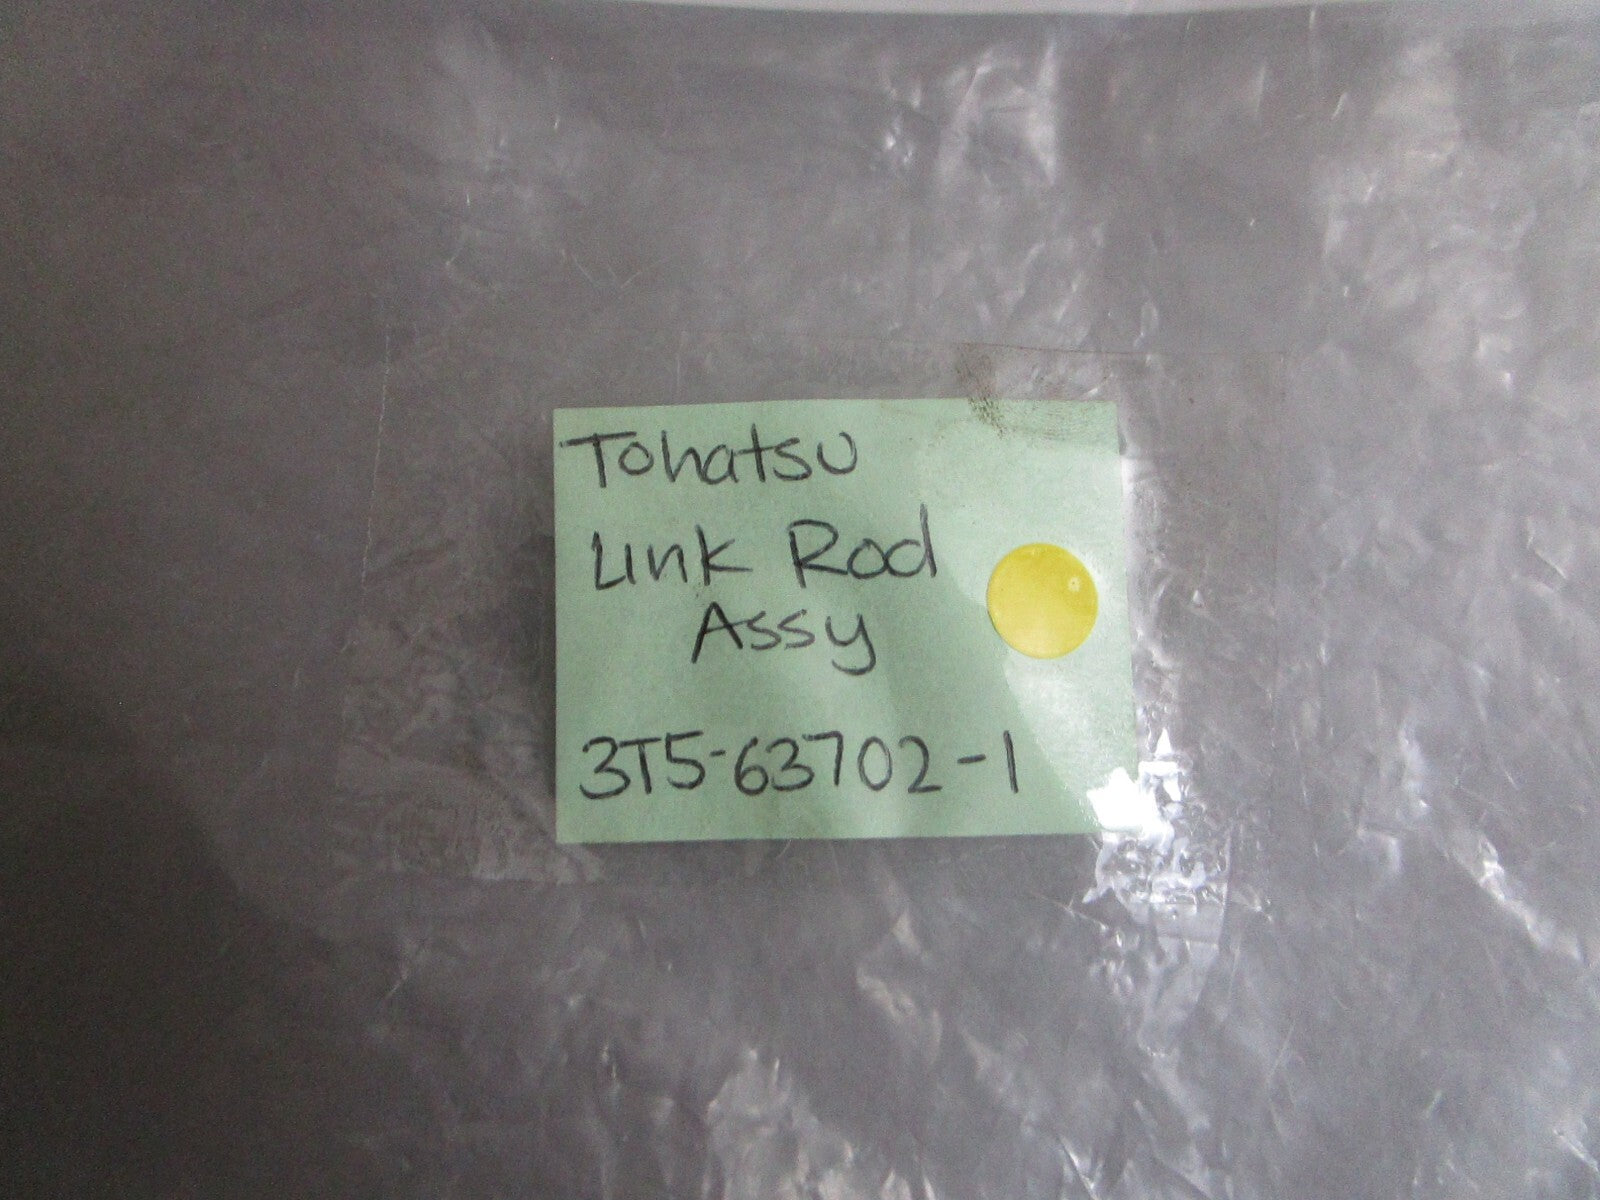 Tohatsu
Link Rod
Assy
3T5-63702-1